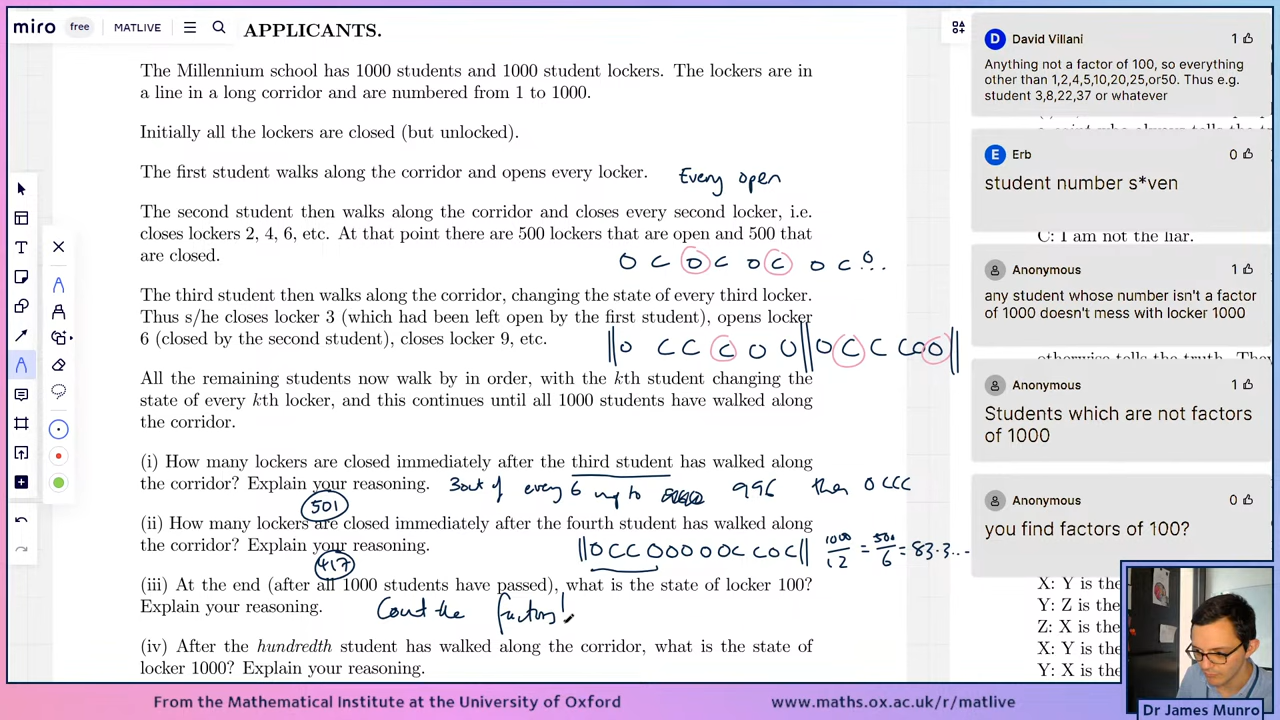 miro free MATLIVE
APPLICANTS.
The Millennium school has 1000 students and 1000 student lockers. The lockers are in
a line in a long corridor and are numbered from 1 to 1000.
Initially all the lockers are closed (but unlocked).
The first student walks along the corridor and opens every locker.
Every open
The second student then walks along the corridor and closes every second locker, i.e.
closes lockers 2, 4, 6, etc. At that point there are 500 lockers that are open and 500 that
are closed.
O C O C O C O C O...
The third student then walks along the corridor, changing the state of every third locker.
Thus s/he closes locker 3 (which had been left open by the first student), opens locker
6 (closed by the second student), closes locker 9, etc.
||O C C C O O||O C C C O O||
All the remaining students now walk by in order, with the kth student changing the
state of every kth locker, and this continues until all 1000 students have walked along
the corridor.
(i) How many lockers are closed immediately after the third student has walked along
the corridor? Explain your reasoning.
3 out of every 6 up to 996 then O C C C
501
(ii) How many lockers are closed immediately after the fourth student has walked along
the corridor? Explain your reasoning.
||O C C O O O O O C C O C|| 1000/12 = 500/6 = 83.3...
417
(iii) At the end (after all 1000 students have passed), what is the state of locker 100?
Explain your reasoning.
Count the factors!
(iv) After the hundredth student has walked along the corridor, what is the state of
locker 1000? Explain your reasoning.
D David Villani 1
Anything not a factor of 100, so everything
other than 1,2,4,5,10,20,25,or50. Thus e.g.
student 3,8,22,37 or whatever
E Erb 0
student number s*ven
C: I am not the liar.
Anonymous 1
any student whose number isn't a factor
of 1000 doesn't mess with locker 1000
Anonymous 1
Students which are not factors
of 1000
Anonymous 0
you find factors of 100?
X: Y is the
Y: Z is the
Z: X is the
X: Y is the
Y: X is the
From the Mathematical Institute at the University of Oxford
www.maths.ox.ac.uk/r/matlive
Dr James Munro